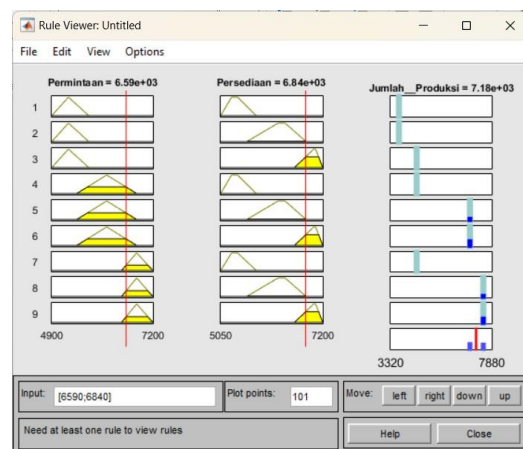 Rule Viewer: Untitled
File Edit View Options
Permintaan = 6.59e+03 Persediaan = 6.84e+03 Jumlah__Produksi = 7.18e+03
1
2
3
4
5
6
7
8
9
4900 7200 5050 7200
3320 7880
Input: [6590;6840] Plot points: 101 Move: left right down up
Need at least one rule to view rules Help Close